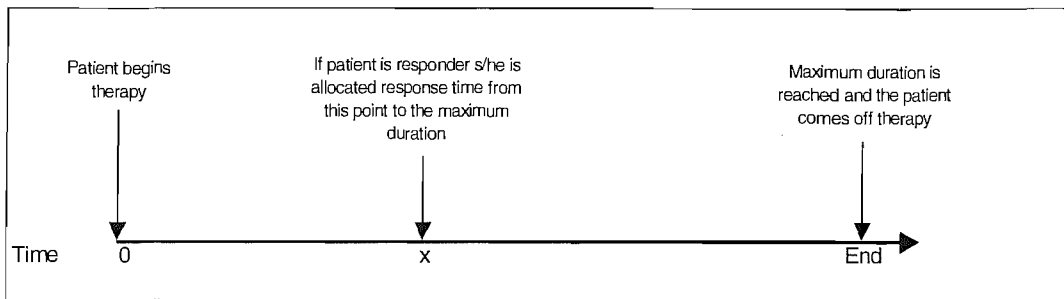 Patient begins
therapy
If patient is responder s/he is
allocated response time from
this point to the maximum
duration
Maximum duration is
reached and the patient
comes off therapy
Time 0 x End